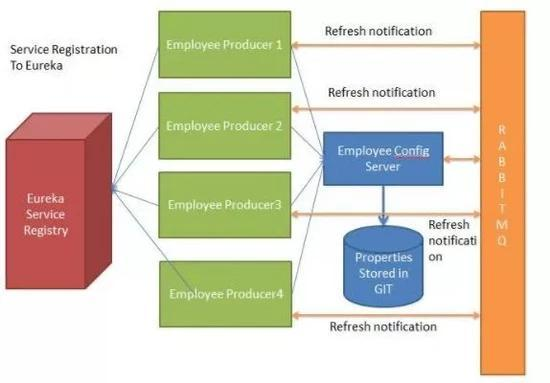 Service Registration
To Eureka
Employee Producer 1
Refresh notification
Employee Producer 2
Refresh notification
Employee Config
Server
Eureka
Service
Registry
Employee Producer3
Refresh
notificati
on
Properties
Stored in
GIT
Employee Producer4
Refresh notification
R
A
B
B
I
T
M
Q